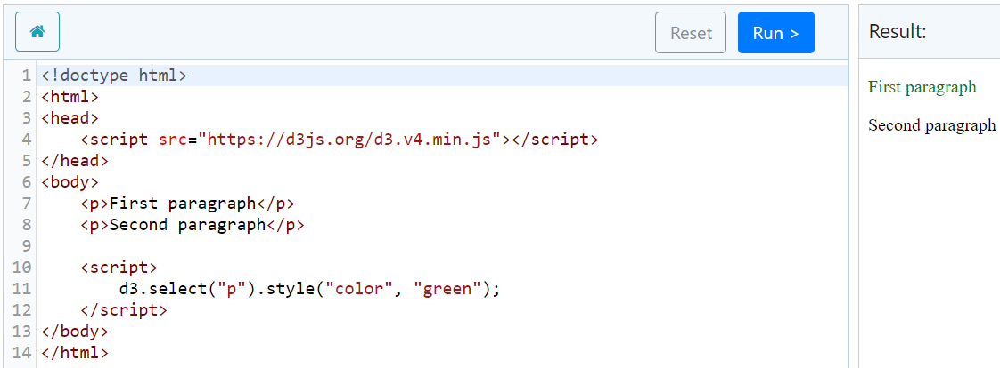 Reset
Run >
Result:
1 <!doctype html>
2 <html>
3 <head>
4     <script src="https://d3js.org/d3.v4.min.js"></script>
5 </head>
6 <body>
7     <p>First paragraph</p>
8     <p>Second paragraph</p>
9
10     <script>
11         d3.select("p").style("color", "green");
12     </script>
13 </body>
14 </html>
First paragraph
Second paragraph